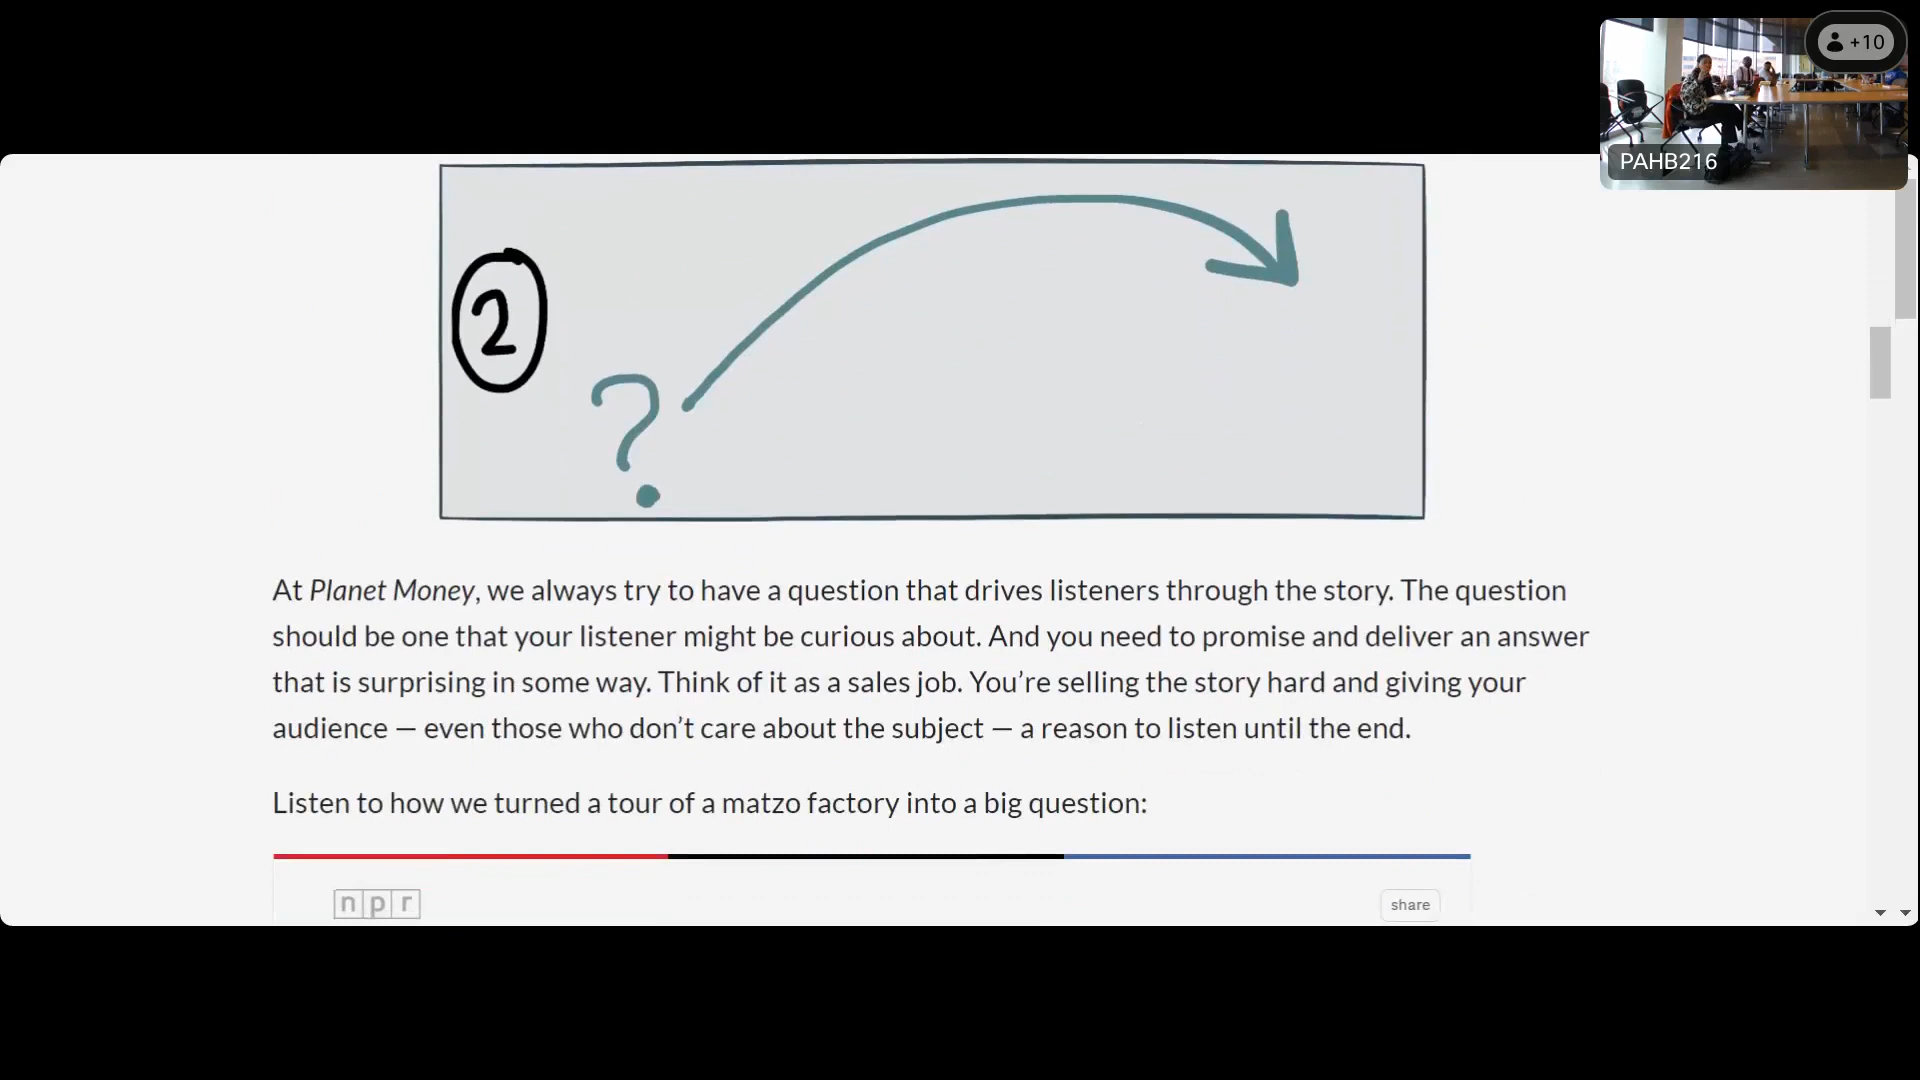 +10
PAHB216
2
?
At Planet Money, we always try to have a question that drives listeners through the story. The question
should be one that your listener might be curious about. And you need to promise and deliver an answer
that is surprising in some way. Think of it as a sales job. You’re selling the story hard and giving your
audience — even those who don’t care about the subject — a reason to listen until the end.
Listen to how we turned a tour of a matzo factory into a big question:
npr
share